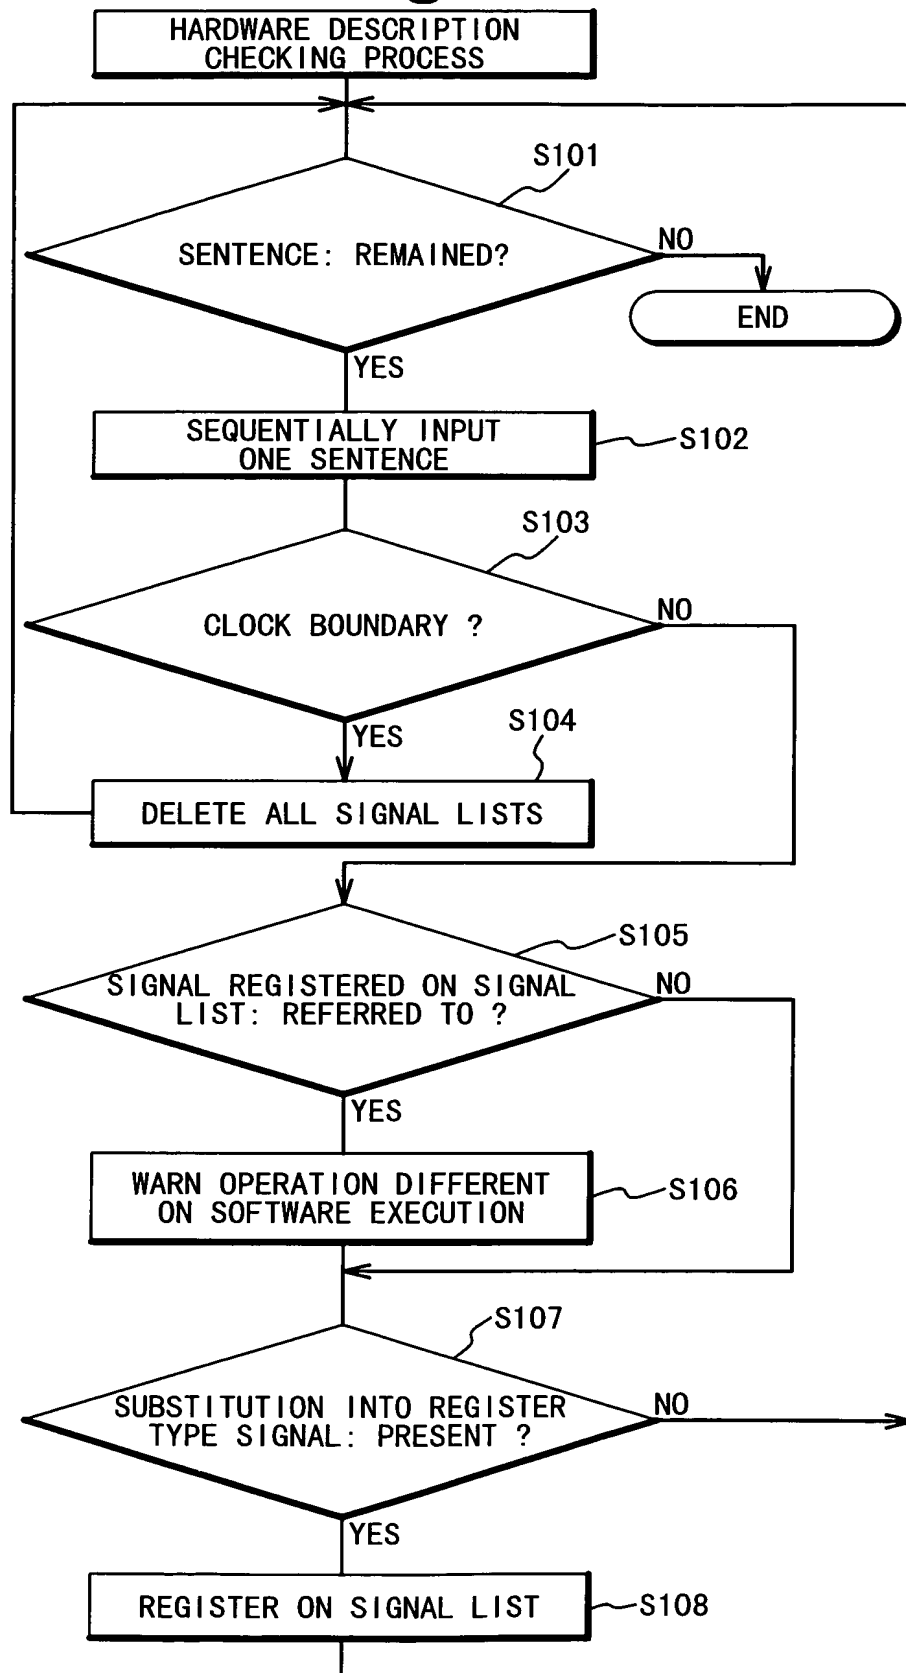 HARDWARE DESCRIPTION
CHECKING PROCESS
S101
SENTENCE: REMAINED?
NO
END
YES
SEQUENTIALLY INPUT
ONE SENTENCE
S102
S103
CLOCK BOUNDARY ?
NO
YES
S104
DELETE ALL SIGNAL LISTS
S105
SIGNAL REGISTERED ON SIGNAL
LIST: REFERRED TO ?
NO
YES
WARN OPERATION DIFFERENT
ON SOFTWARE EXECUTION
S106
S107
SUBSTITUTION INTO REGISTER
TYPE SIGNAL: PRESENT ?
NO
YES
REGISTER ON SIGNAL LIST
S108